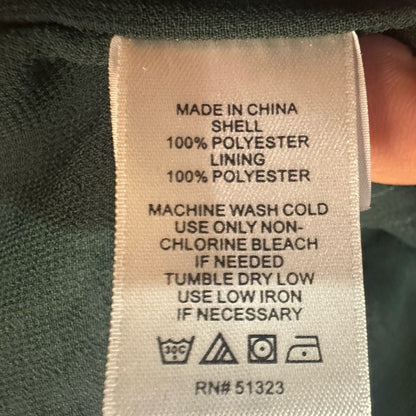 MADE IN CHINA
SHELL
100% POLYESTER
LINING
100% POLYESTER
MACHINE WASH COLD
USE ONLY NON-
CHLORINE BLEACH
IF NEEDED
TUMBLE DRY LOW
USE LOW IRON
IF NECESSARY
30C
RN# 51323